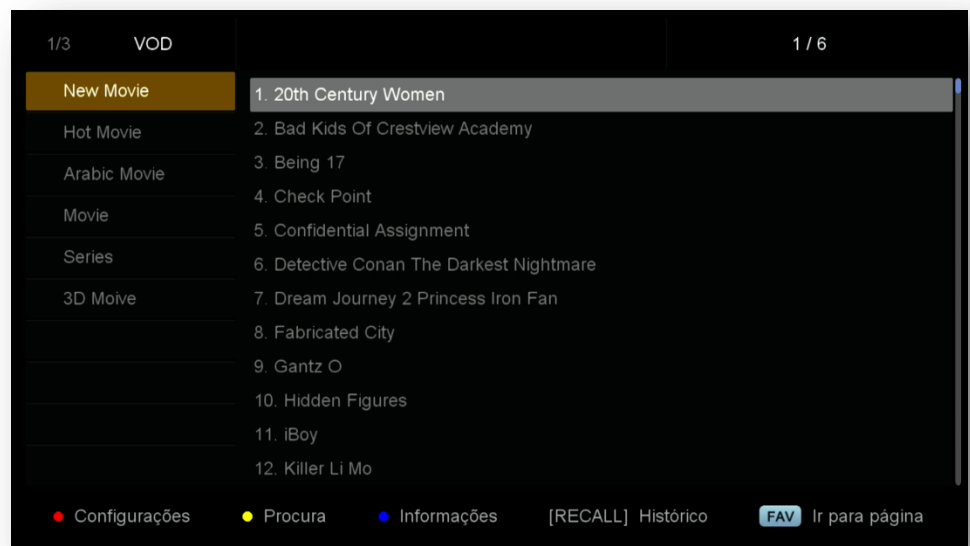 1/3 VOD 1 / 6
New Movie
Hot Movie
Arabic Movie
Movie
Series
3D Moive
1. 20th Century Women
2. Bad Kids Of Crestview Academy
3. Being 17
4. Check Point
5. Confidential Assignment
6. Detective Conan The Darkest Nightmare
7. Dream Journey 2 Princess Iron Fan
8. Fabricated City
9. Gantz O
10. Hidden Figures
11. iBoy
12. Killer Li Mo
Configurações Procura Informações [RECALL] Histórico FAV Ir para página